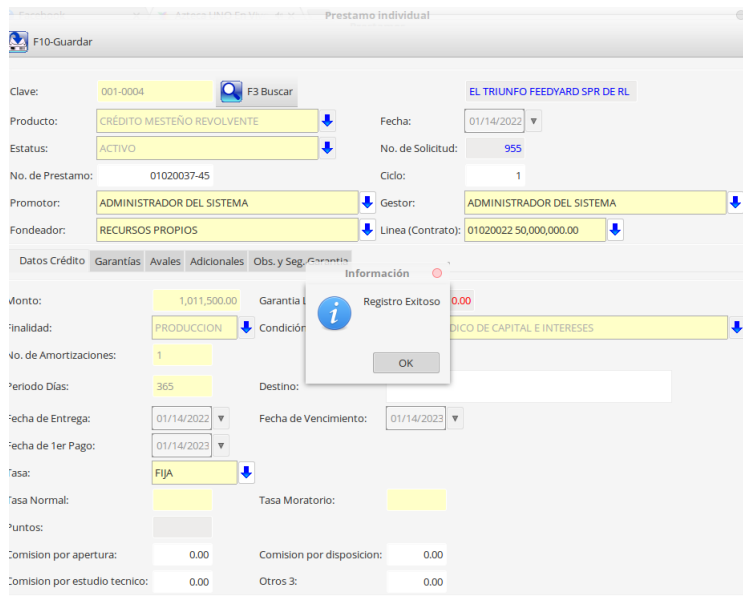 Prestamo individual
F10-Guardar
Clave: 001-0004 F3 Buscar EL TRIUNFO FEEDYARD SPR DE RL
Producto: CRÉDITO MESTEÑO REVOLVENTE Fecha: 01/14/2022
Estatus: ACTIVO No. de Solicitud: 955
No. de Prestamo: 01020037-45 Ciclo: 1
Promotor: ADMINISTRADOR DEL SISTEMA Gestor: ADMINISTRADOR DEL SISTEMA
Fondeador: RECURSOS PROPIOS Linea (Contrato): 01020022 50,000,000.00
Datos Crédito Garantías Avales Adicionales Obs. y Seg. Garantia
Información
Monto: 1,011,500.00 Garantia L Registro Exitoso 0.00
Finalidad: PRODUCCION Condición DICO DE CAPITAL E INTERESES
No. de Amortizaciones: 1 OK
Periodo Días: 365 Destino:
Fecha de Entrega: 01/14/2022 Fecha de Vencimiento: 01/14/2023
Fecha de 1er Pago: 01/14/2023
Tasa: FIJA
Tasa Normal: Tasa Moratorio:
Puntos:
Comision por apertura: 0.00 Comision por disposicion: 0.00
Comision por estudio tecnico: 0.00 Otros 3: 0.00